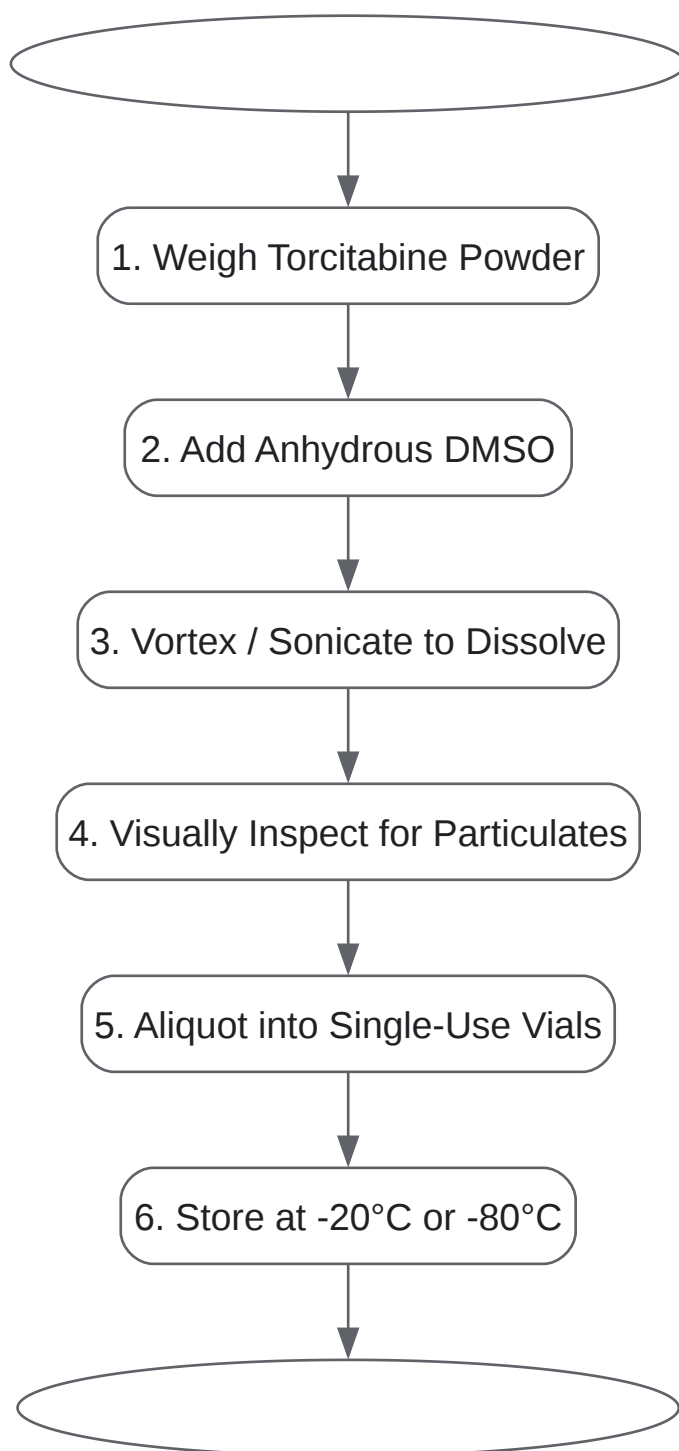 1. Weigh Torcitabine Powder
2. Add Anhydrous DMSO
3. Vortex / Sonicate to Dissolve
4. Visually Inspect for Particulates
5. Aliquot into Single-Use Vials
6. Store at -20°C or -80°C